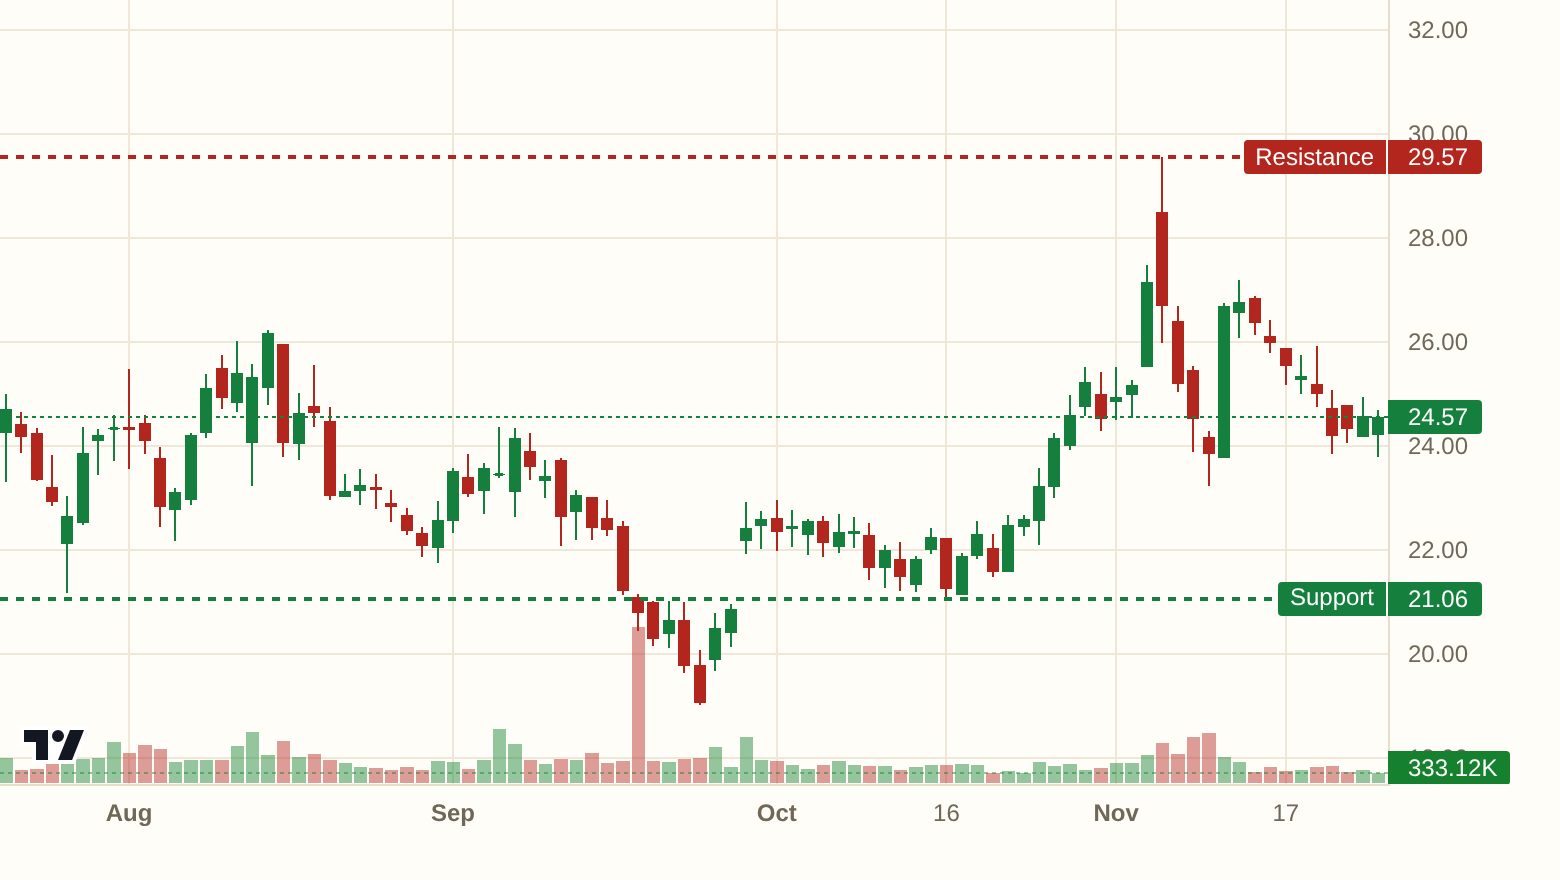 32.00
30.00
Resistance 29.57
28.00
26.00
24.57
24.00
22.00
Support 21.06
20.00
333.12K
Aug Sep Oct 16 Nov 17